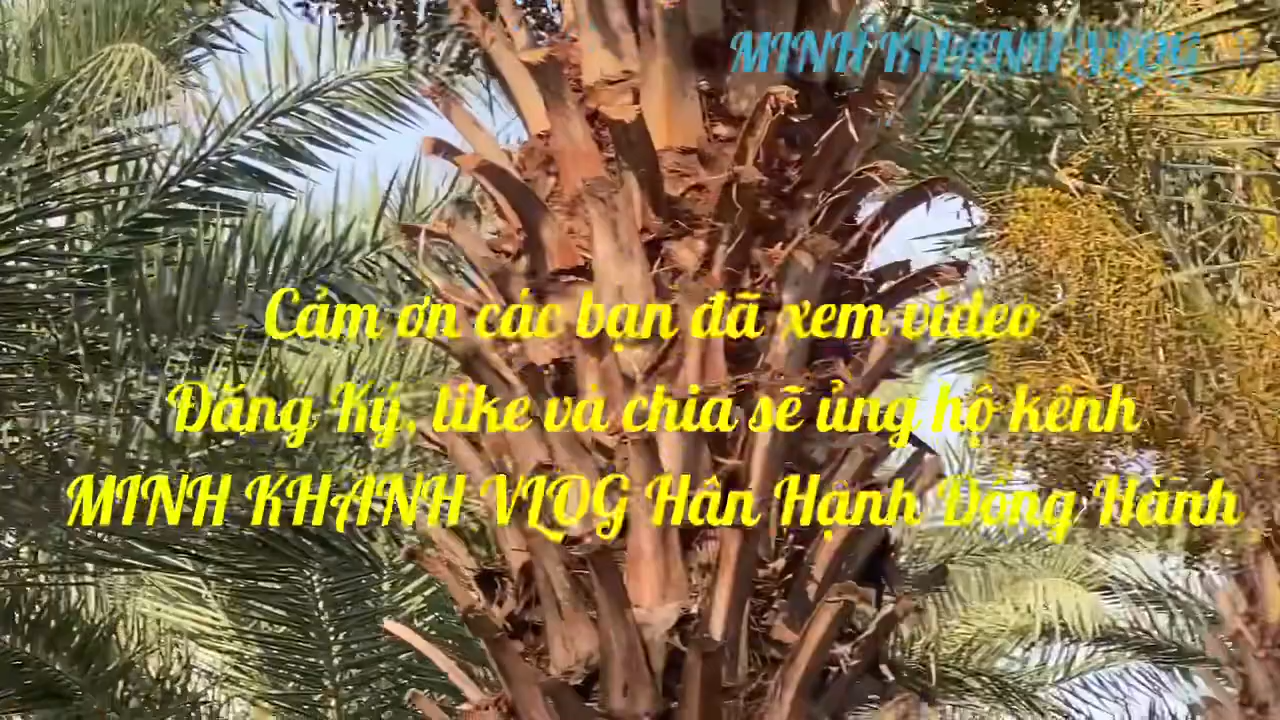 MINH KHANH VLOG
Cảm ơn các bạn đã xem video
Đăng Ký, like và chia sẽ ủng hộ kênh
MINH KHANH VLOG Hân Hạnh Đồng Hành